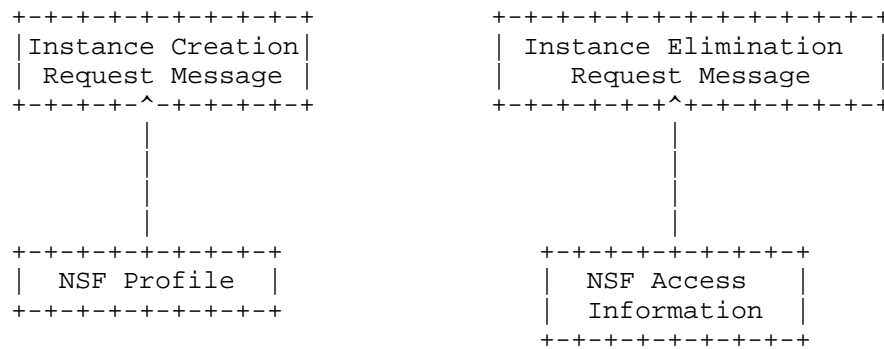 Instance Creation
Request Message
Instance Elimination
Request Message
NSF Profile
NSF Access
Information